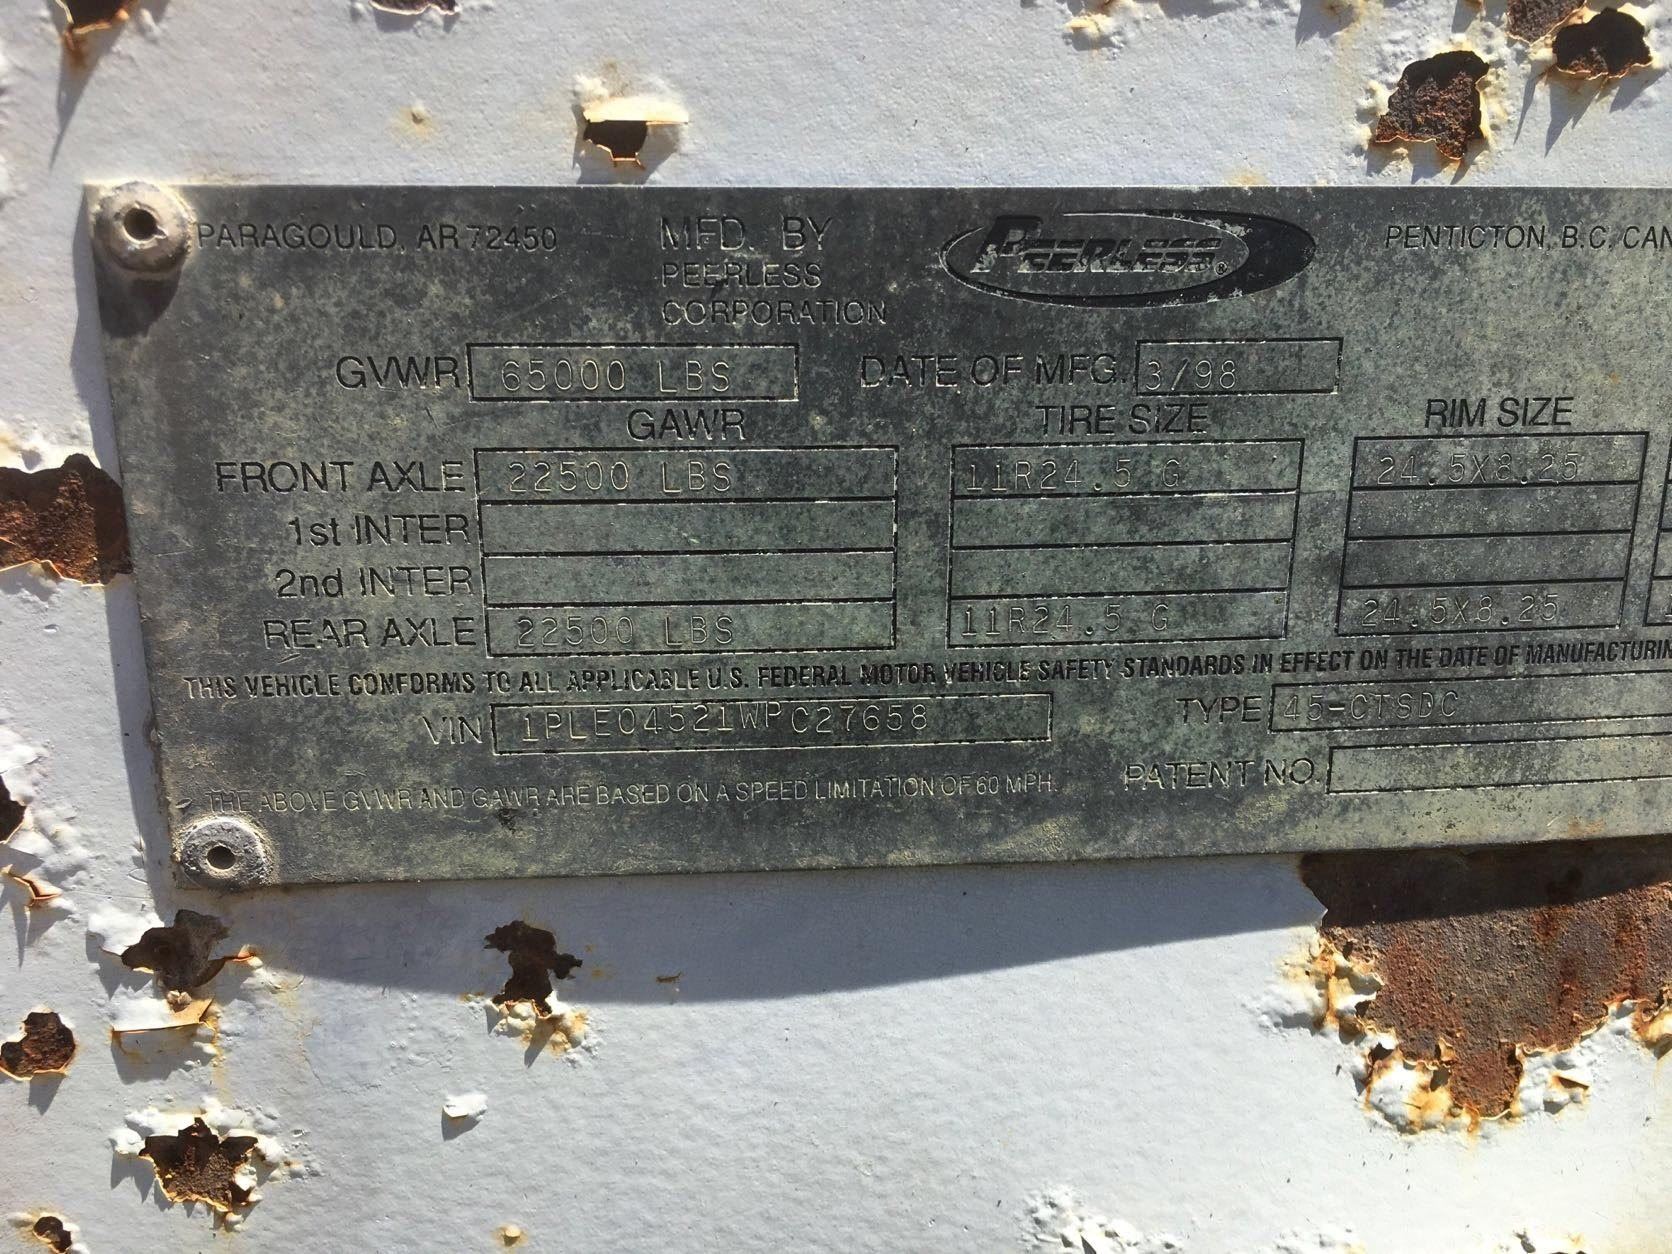 PARAGOULD, AR 72450 MFD. BY PEERLESS® PENTICTON, B.C. CAN
PEERLESS
CORPORATION
GVWR 65000 LBS DATE OF MFG. 3/98
GAWR TIRE SIZE RIM SIZE
FRONT AXLE 22500 LBS 11R24.5 G 24.5X8.25
1st INTER
2nd INTER
REAR AXLE 22500 LBS 11R24.5 G 24.5X8.25
THIS VEHICLE CONFORMS TO ALL APPLICABLE U.S. FEDERAL MOTOR VEHICLE SAFETY STANDARDS IN EFFECT ON THE DATE OF MANUFACTURIN
VIN 1PLE04521WPC27658 TYPE 45-CTSDC
THE ABOVE GVWR AND GAWR ARE BASED ON A SPEED LIMITATION OF 60 MPH. PATENT NO.